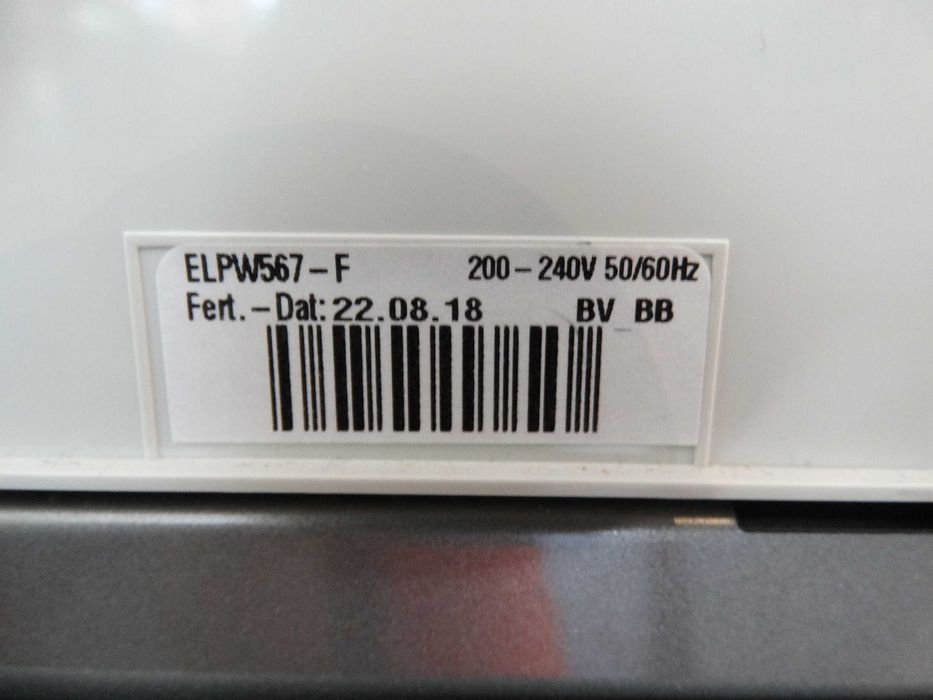 ELPW567-F 200-240V 50/60Hz
Fert.-Dat: 22.08.18 BV BB